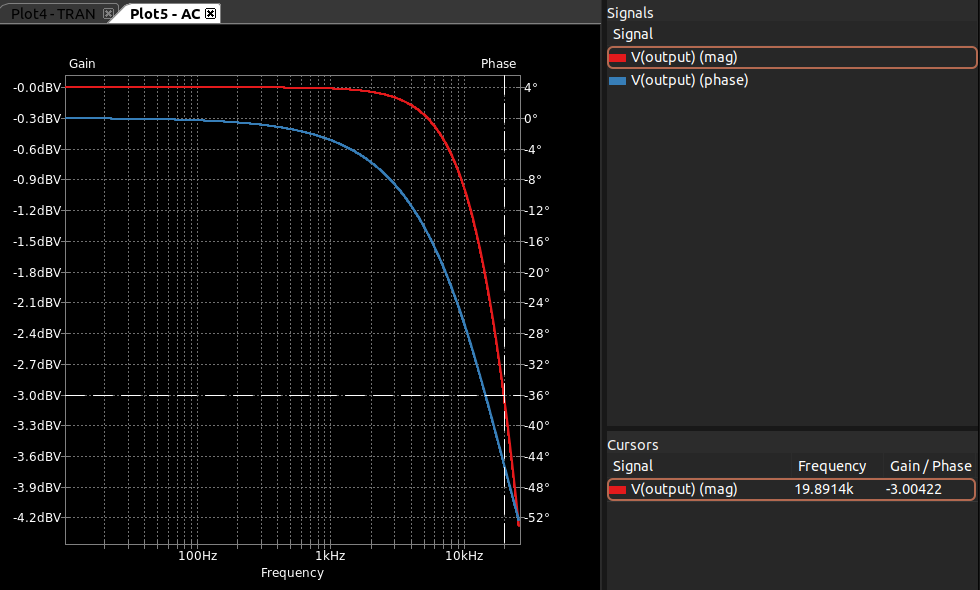 Plot4 - TRAN
Plot5 - AC
Gain
Phase
-0.0dBV
-0.3dBV
-0.6dBV
-0.9dBV
-1.2dBV
-1.5dBV
-1.8dBV
-2.1dBV
-2.4dBV
-2.7dBV
-3.0dBV
-3.3dBV
-3.6dBV
-3.9dBV
-4.2dBV
4°
0°
-4°
-8°
-12°
-16°
-20°
-24°
-28°
-32°
-36°
-40°
-44°
-48°
-52°
100Hz 1kHz 10kHz
Frequency
Signals
Signal
V(output) (mag)
V(output) (phase)
Cursors
Signal Frequency Gain / Phase
V(output) (mag) 19.8914k -3.00422